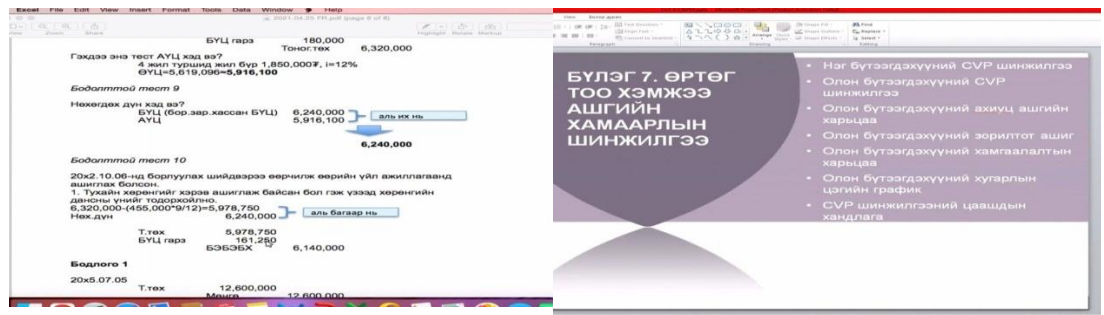 Excel File Edit View Insert Format Tools Data Window Help
2021.04.25 FR.pdf (page 8 of 8)
БҮЦ гарз 180,000
Тоног.төх 6,320,000
Гэхдээ энэ төст АҮЦ хэд вэ?
4 жил туршид жил бүр 1,850,000₮, i=12%
ӨҮЦ=5,619,096=5,916,100
Бодолттой тест 9
Нөхөгдөх дүн хэд вэ?
БҮЦ (бор.зар.хассан БҮЦ) 6,240,000
АҮЦ 5,916,100
аль их нь
6,240,000
Бодолттой тест 10
20x2.10.06-нд борлуулах шийдвэрээ өөрчилж өөрийн үйл ажиллагаанд
ашиглах болсон.
1. Тухайн хөрөнгийг хэрэв ашиглаж байсан бол гэж үзээд хөрөнгийн
дансны үнийг тодорхойлно.
6,320,000-(455,000*9/12)=5,978,750
Нөх.дүн 6,240,000
аль багаар нь
Т.төх 5,978,750
БҮЦ гарз 161,250
БЭБЭБХ 6,140,000
Бодлого 1
20x5.07.05
Т.төх 12,600,000
Мөнгө 12,600,000
БҮЛЭГ 7. ӨРТӨГ
ТОО ХЭМЖЭЭ
АШГИЙН
ХАМААРЛЫН
ШИНЖИЛГЭЭ
• Нэг бүтээгдэхүүний CVP шинжилгээ
• Олон бүтээгдэхүүний CVP
шинжилгээ
• Олон бүтээгдэхүүний ахиуц ашгийн
харьцаа
• Олон бүтээгдэхүүний зорилтот ашиг
• Олон бүтээгдэхүүний хамгаалалтын
харьцаа
• Олон бүтээгдэхүүний хугарлын
цэгийн график
• CVP шинжилгээний цаашдын
хандлага